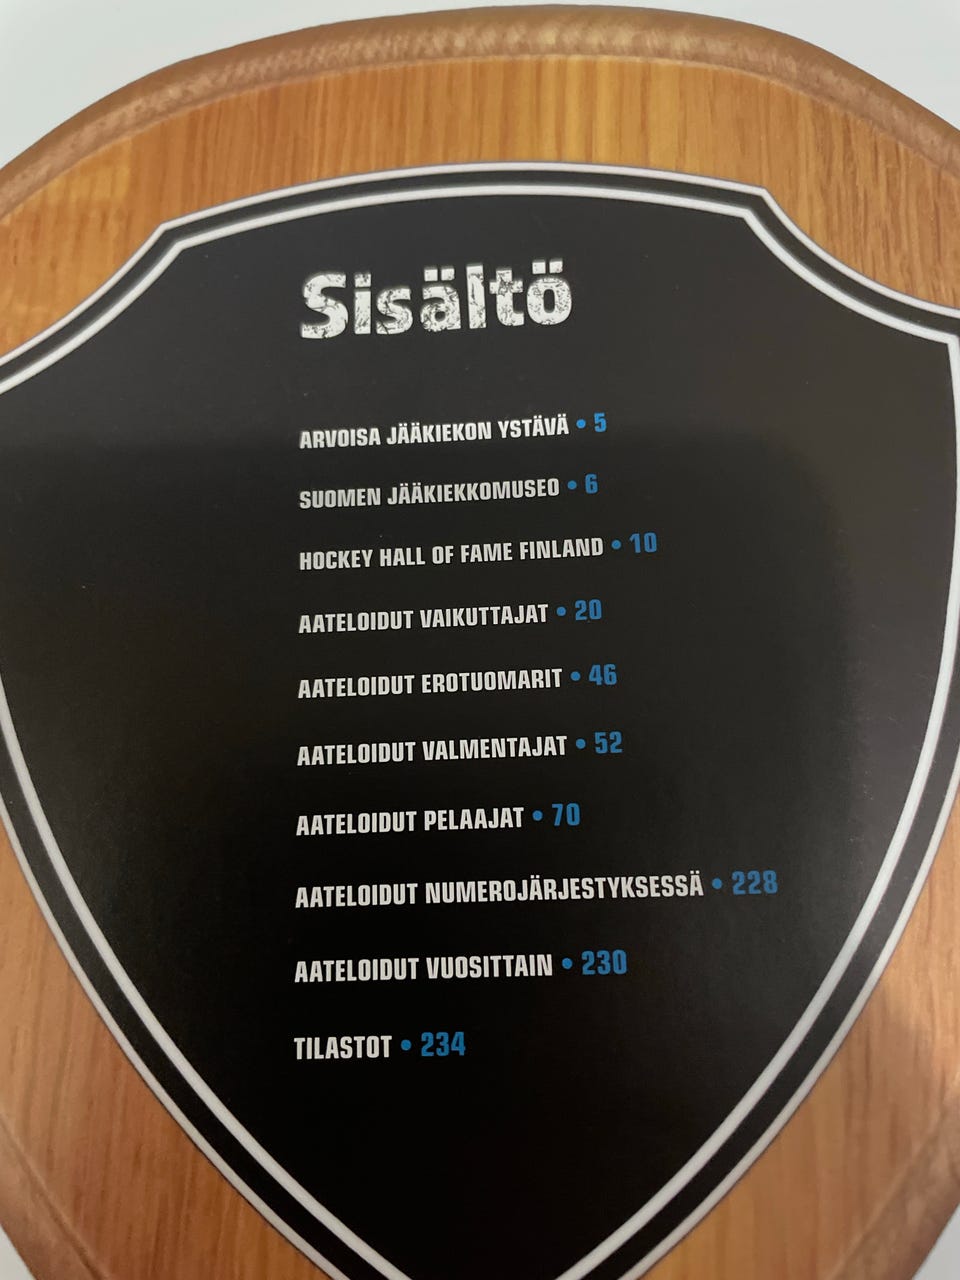 Sisältö
ARVOISA JÄÄKIEKON YSTÄVÄ • 5
SUOMEN JÄÄKIEKKOMUSEO • 6
HOCKEY HALL OF FAME FINLAND • 10
AATELOIDUT VAIKUTTAJAT • 20
AATELOIDUT EROTUOMARIT • 46
AATELOIDUT VALMENTAJAT • 52
AATELOIDUT PELAAJAT • 70
AATELOIDUT NUMEROJÄRJESTYKSESSÄ • 228
AATELOIDUT VUOSITTAIN • 230
TILASTOT • 234